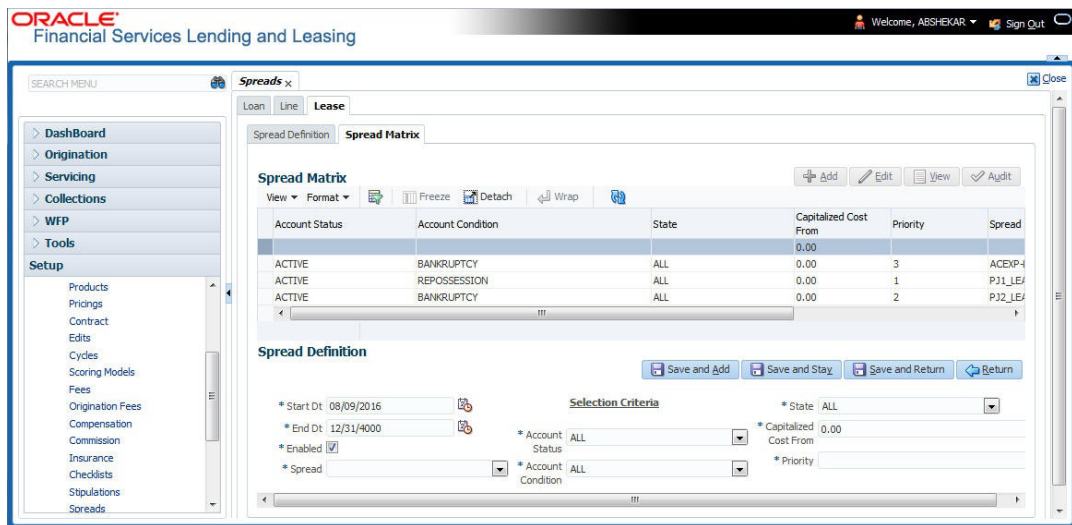 ORACLE
Financial Services Lending and Leasing
Welcome, ABSHEKAR
Sign Out
SEARCH MENU
Spreads x
Close
Loan Line Lease
DashBoard
Origination
Servicing
Collections
WFP
Tools
Setup
Products
Pricings
Contract
Edits
Cycles
Scoring Models
Fees
Origination Fees
Compensation
Commission
Insurance
Checklists
Stipulations
Spreads
Spread Definition Spread Matrix
Spread Matrix
Add Edit View Audit
View Format Freeze Detach Wrap
Account Status Account Condition State Capitalized Cost From Priority Spread
0.00
ACTIVE BANKRUPTCY ALL 0.00 3
ACTIVE REPOSSESSION ALL 0.00 1 PJ1_LEA
ACTIVE BANKRUPTCY ALL 0.00 2 PJ2_LEA
Spread Definition
Save and Add Save and Stay Save and Return Return
* Start Dt 08/09/2016
* End Dt 12/31/4000
* Enabled
* Spread
Selection Criteria
* Account Status ALL
* Account Condition ALL
* State ALL
* Capitalized Cost From 0.00
* Priority